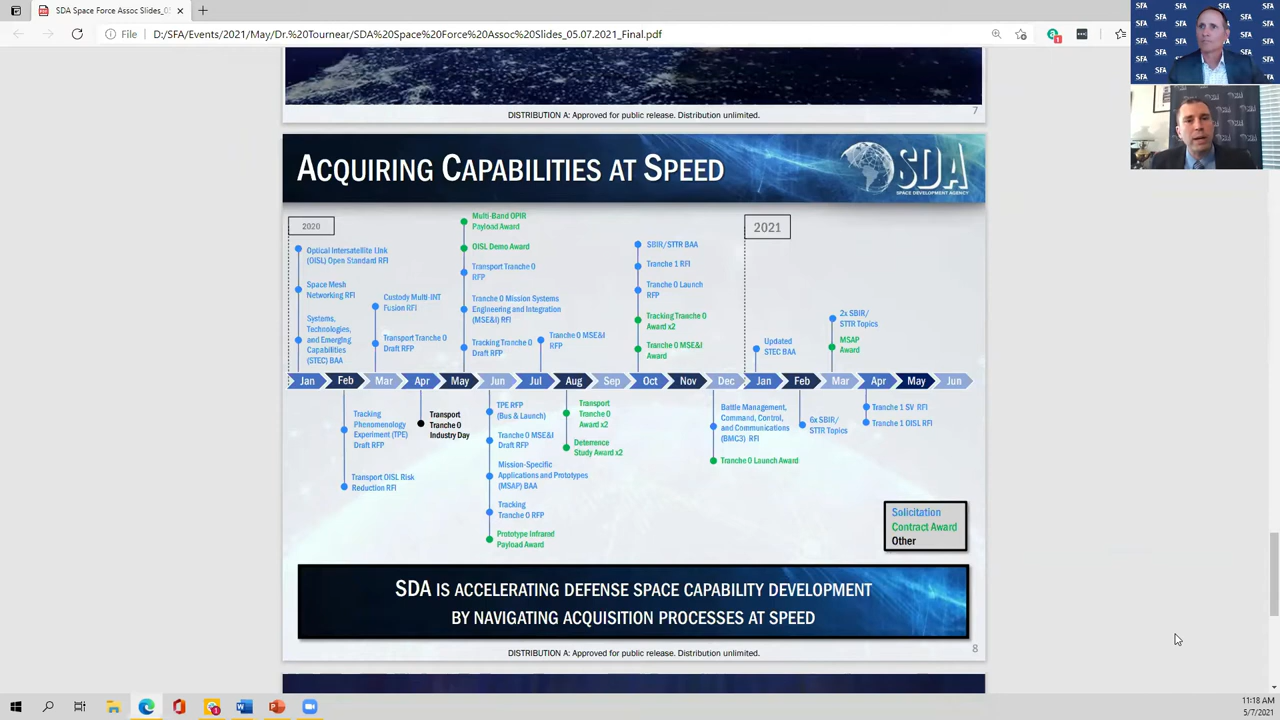 SDA Space Force Assoc Slides_05
File
D:/SFA/Events/2021/May/Dr.%20Tournear/SDA%20Space%20Force%20Assoc%20Slides_05.07.2021_Final.pdf
SFA
SFA
SFA
SFA
DISTRIBUTION A: Approved for public release. Distribution unlimited.
7
ACQUIRING CAPABILITIES AT SPEED
SDA
SPACE DEVELOPMENT AGENCY
2020
Optical Intersatellite Link
(OISL) Open Standard RFI
Space Mesh
Networking RFI
Systems,
Technologies,
and Emerging
Capabilities
(STEC) BAA
Custody Multi-INT
Fusion RFI
Transport Tranche 0
Draft RFP
Multi-Band OPIR
Payload Award
OISL Demo Award
Transport Tranche 0
RFP
Tranche 0 Mission Systems
Engineering and Integration
(MSE&I) RFI
Tracking Tranche 0
Draft RFP
Tranche 0 MSE&I
RFP
SBIR/STTR BAA
Tranche 1 RFI
Tranche 0 Launch
RFP
Tracking Tranche 0
Award x2
Tranche 0 MSE&I
Award
2021
Updated
STEC BAA
2x SBIR/
STTR Topics
MSAP
Award
Jan Feb Mar Apr May Jun Jul Aug Sep Oct Nov Dec Jan Feb Mar Apr May Jun
Tracking
Phenomenology
Experiment (TPE)
Draft RFP
Transport OISL Risk
Reduction RFI
Transport
Tranche 0
Industry Day
TPE RFP
(Bus & Launch)
Tranche 0 MSE&I
Draft RFP
Mission-Specific
Applications and Prototypes
(MSAP) BAA
Tracking
Tranche 0 RFP
Prototype Infrared
Payload Award
Transport
Tranche 0
Award x2
Deterrence
Study Award x2
Battle Management,
Command, Control,
and Communications
(BMC3) RFI
Tranche 0 Launch Award
6x SBIR/
STTR Topics
Tranche 1 SV RFI
Tranche 1 OISL RFI
Solicitation
Contract Award
Other
SDA IS ACCELERATING DEFENSE SPACE CAPABILITY DEVELOPMENT
BY NAVIGATING ACQUISITION PROCESSES AT SPEED
DISTRIBUTION A: Approved for public release. Distribution unlimited.
8
11:18 AM
5/7/2021